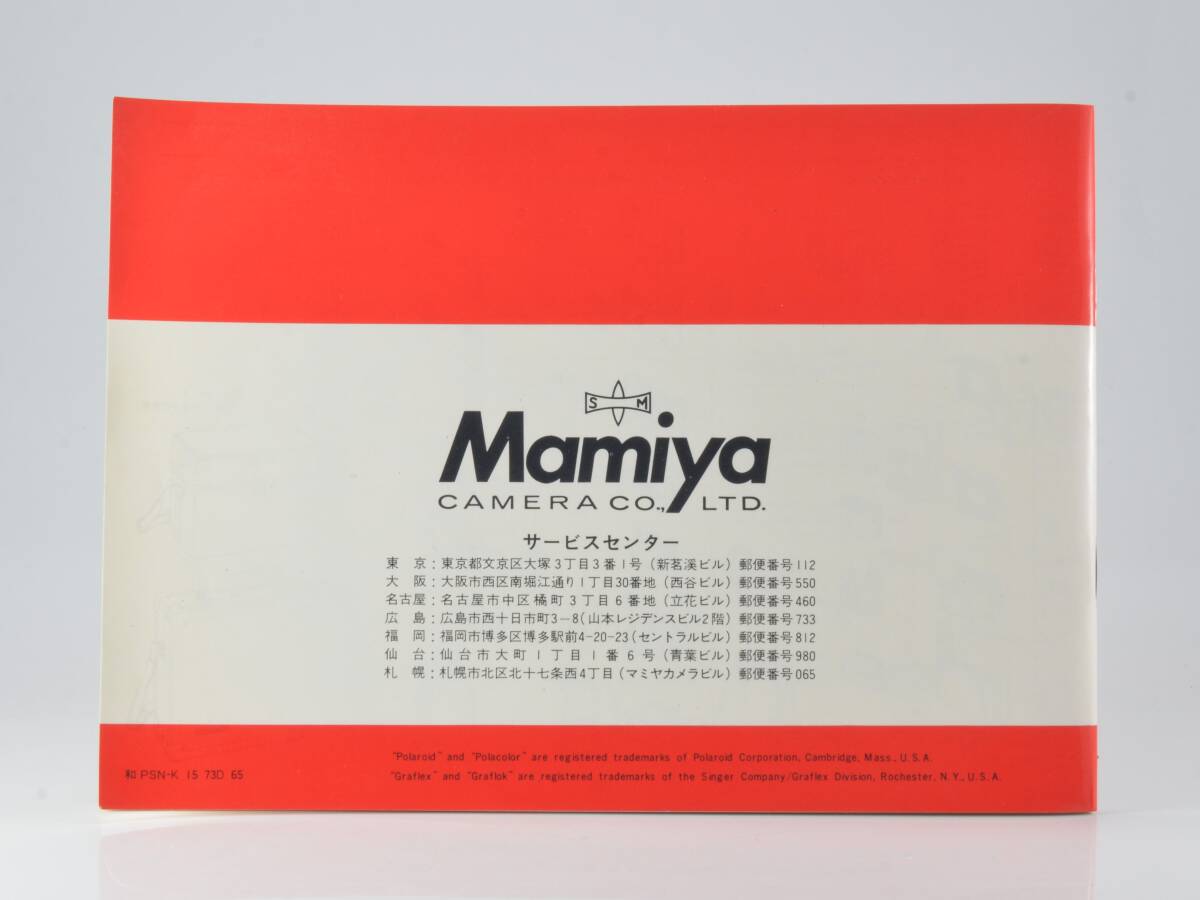 S M
Mamiya
CAMERA CO., LTD.
サービスセンター
東 京：東京都文京区大塚3丁目3番1号（新茗溪ビル）郵便番号112
大 阪：大阪市西区南堀江通り1丁目30番地（西谷ビル）郵便番号550
名古屋：名古屋市中区橘町3丁目6番地（立花ビル）郵便番号460
広 島：広島市西十日市町3-8(山本レジデンスビル2階）郵便番号733
福 岡：福岡市博多区博多駅前4-20-23(セントラルビル）郵便番号812
仙 台：仙台市大町1丁目1番6号（青葉ビル）郵便番号980
札 幌：札幌市北区北十七条西4丁目(マミヤカメラビル）郵便番号065
"Polaroid" and "Polacolor" are registered trademarks of Polaroid Corporation, Cambridge, Mass., U.S.A.
和 PSN-K 15 73D 65
"Graflex" and "Graflok" are registered trademarks of the Singer Company/Graflex Division, Rochester, N.Y., U.S.A.